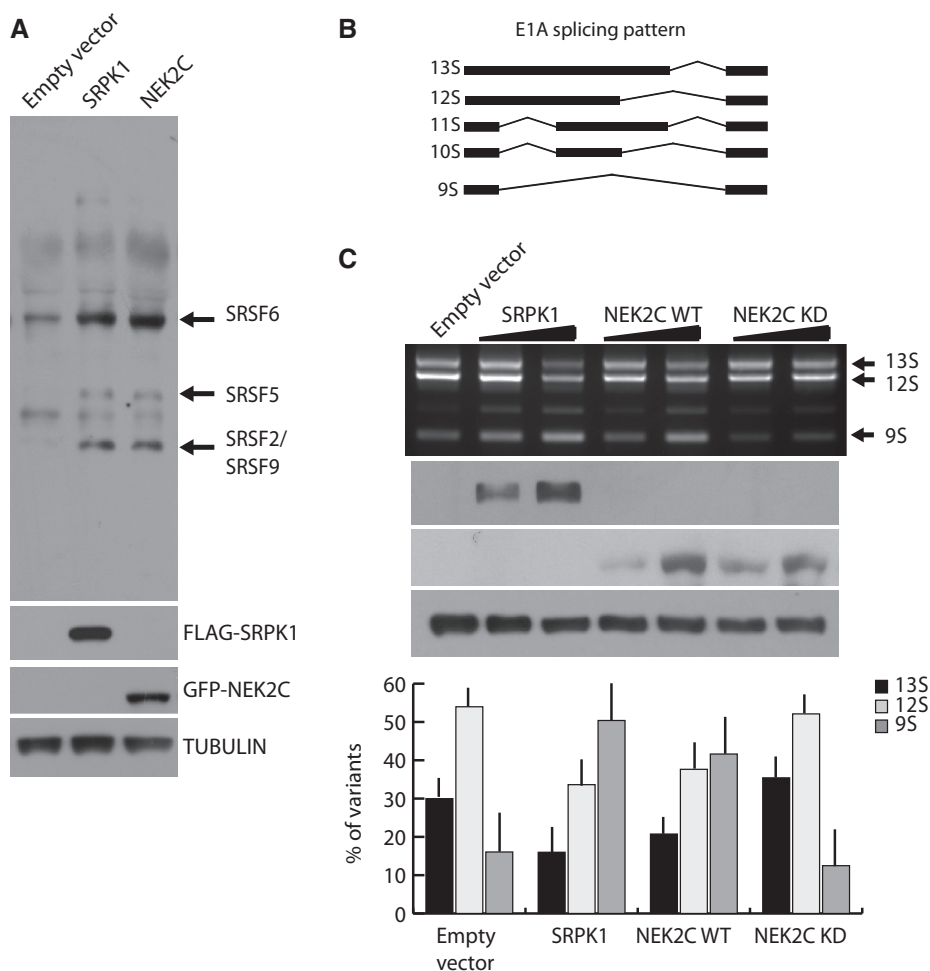 A
Empty vector
SRPK1
NEK2C
SRSF6
SRSF5
SRSF2/
SRSF9
FLAG-SRPK1
GFP-NEK2C
TUBULIN
B
E1A splicing pattern
13S
12S
11S
10S
9S
C
Empty vector
SRPK1
NEK2C WT
NEK2C KD
13S
12S
9S
% of variants
60
50
40
30
20
10
0
13S
12S
9S
Empty
vector
SRPK1
NEK2C WT
NEK2C KD